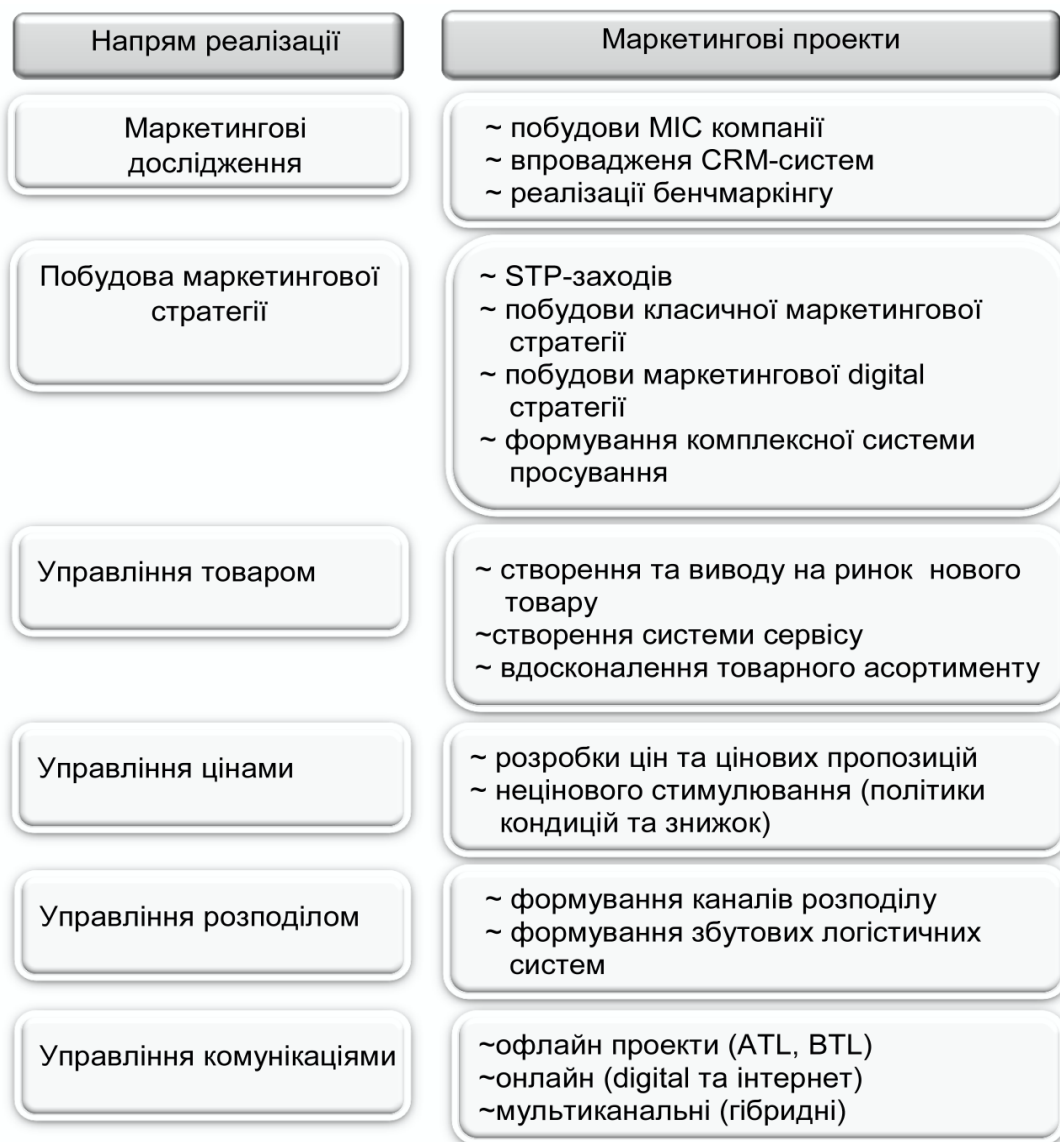 Напрям реалізації
Маркетингові проекти
Маркетингові
дослідження
~ побудови МІС компанії
~ впровадженя CRM-систем
~ реалізації бенчмаркінгу
Побудова маркетингової
стратегії
~ STP-заходів
~ побудови класичної маркетингової
стратегії
~ побудови маркетингової digital
стратегії
~ формування комплексної системи
просування
Управління товаром
~ створення та виводу на ринок нового
товару
~створення системи сервісу
~ вдосконалення товарного асортименту
Управління цінами
~ розробки цін та цінових пропозицій
~ нецінового стимулювання (політики
кондицій та знижок)
Управління розподілом
~ формування каналів розподілу
~ формування збутових логістичних
систем
Управління комунікаціями
~офлайн проекти (ATL, BTL)
~онлайн (digital та інтернет)
~мультиканальні (гібридні)